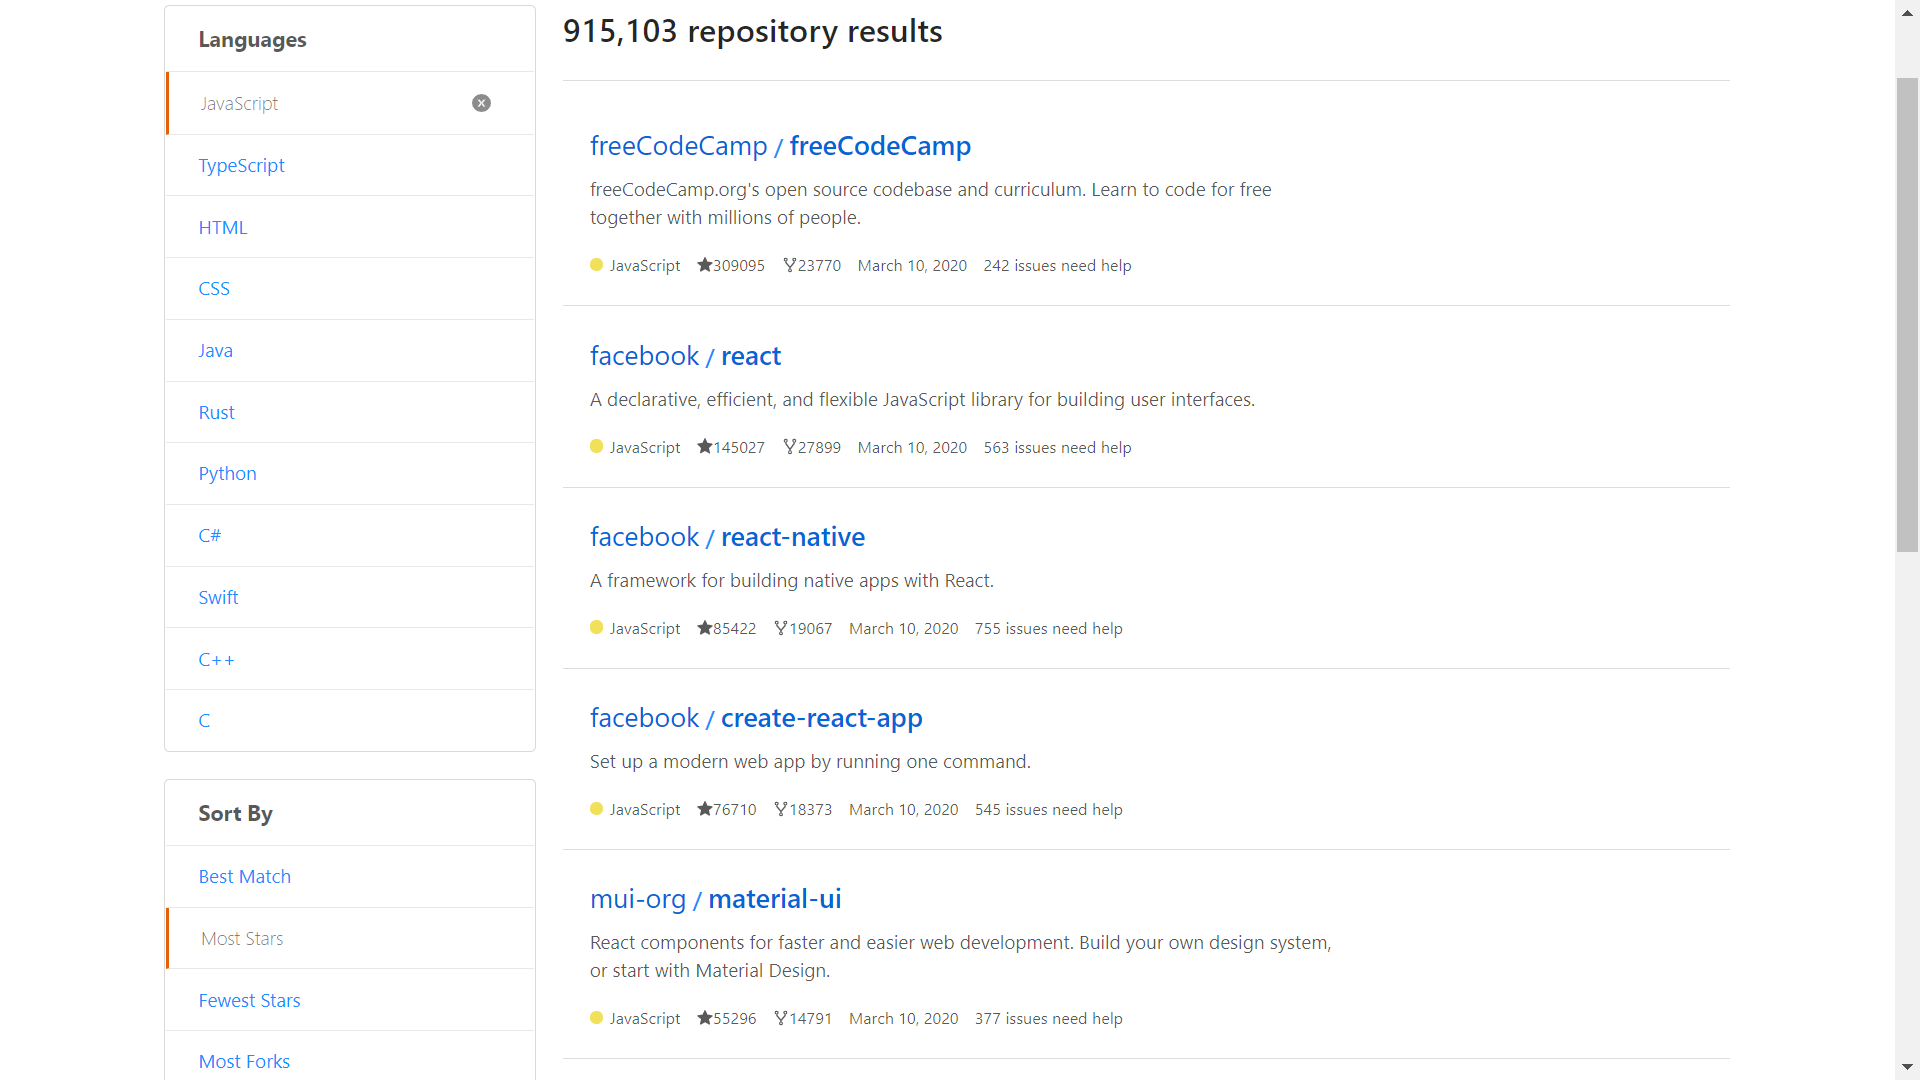 Languages
JavaScript
TypeScript
HTML
CSS
Java
Rust
Python
C#
Swift
C++
C
Sort By
Best Match
Most Stars
Fewest Stars
Most Forks
915,103 repository results
freeCodeCamp / freeCodeCamp
freeCodeCamp.org's open source codebase and curriculum. Learn to code for free
together with millions of people.
JavaScript 309095 23770 March 10, 2020 242 issues need help
facebook / react
A declarative, efficient, and flexible JavaScript library for building user interfaces.
JavaScript 145027 27899 March 10, 2020 563 issues need help
facebook / react-native
A framework for building native apps with React.
JavaScript 85422 19067 March 10, 2020 755 issues need help
facebook / create-react-app
Set up a modern web app by running one command.
JavaScript 76710 18373 March 10, 2020 545 issues need help
mui-org / material-ui
React components for faster and easier web development. Build your own design system,
or start with Material Design.
JavaScript 55296 14791 March 10, 2020 377 issues need help